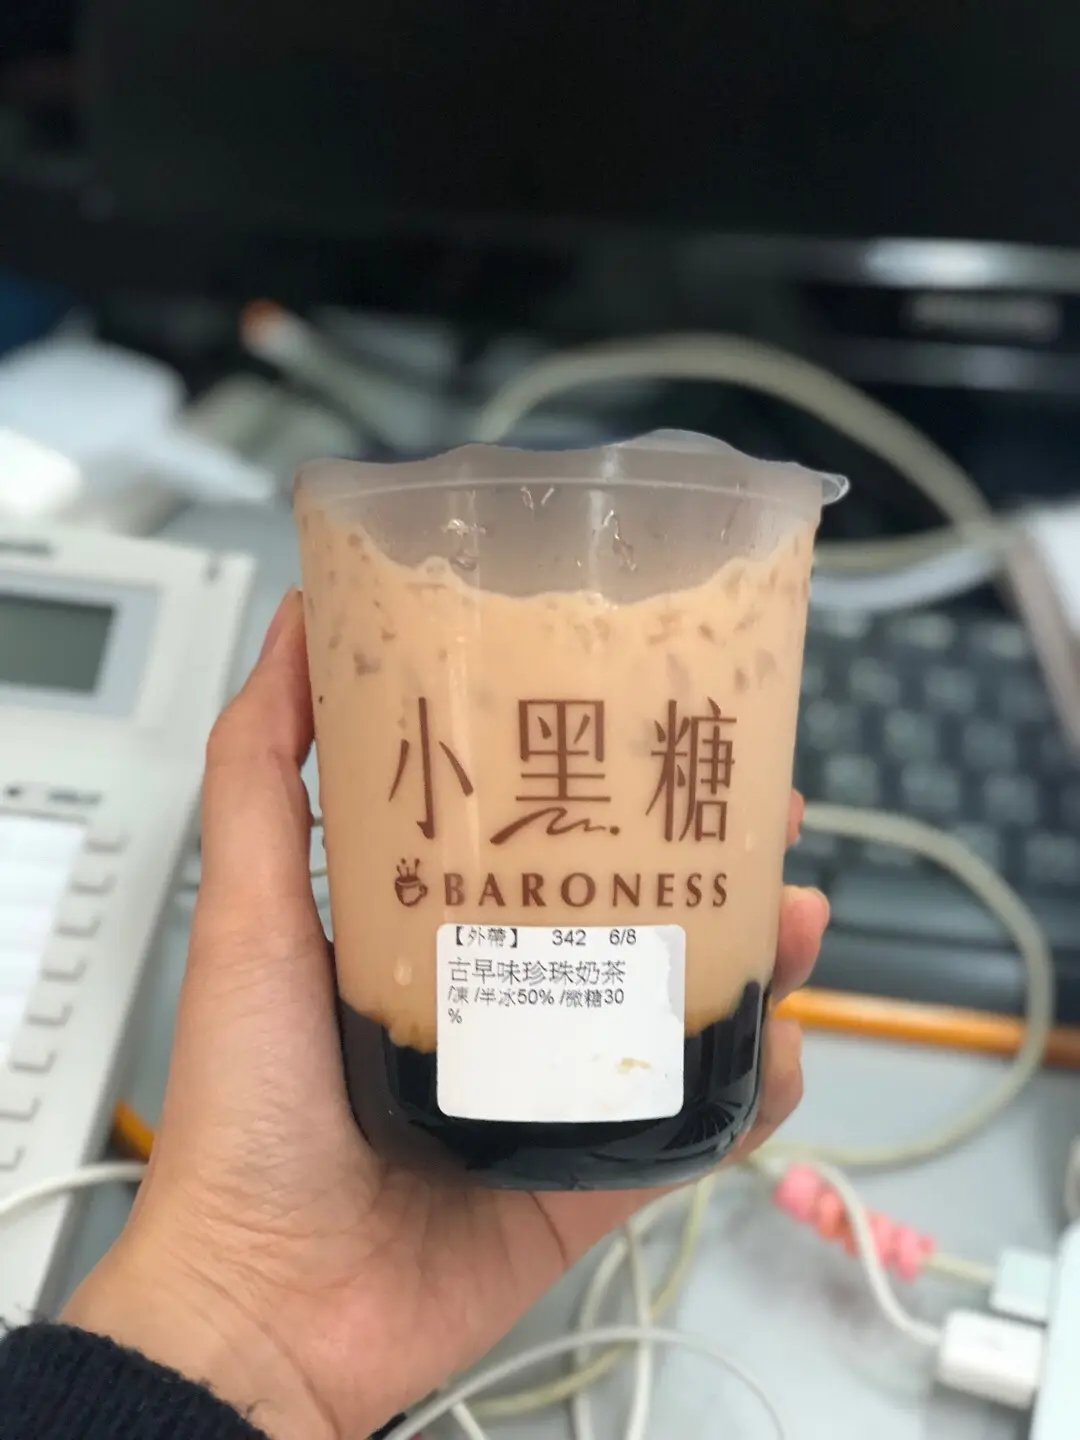 小黑糖
BARONESS
【外帶】 342 6/8
古早味珍珠奶茶
/凍 /半冰50% /微糖30
%